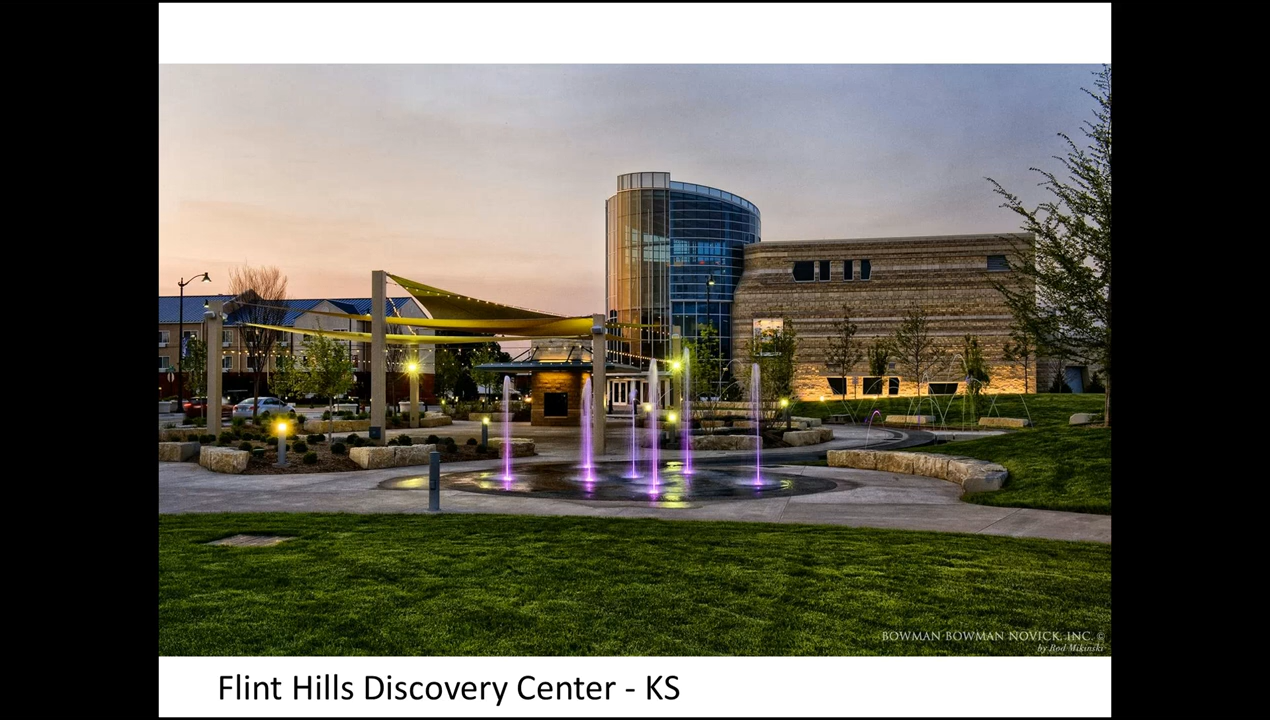 BOWMAN BOWMAN NOVICK, INC. ©
by Rod Mikinski
Flint Hills Discovery Center - KS